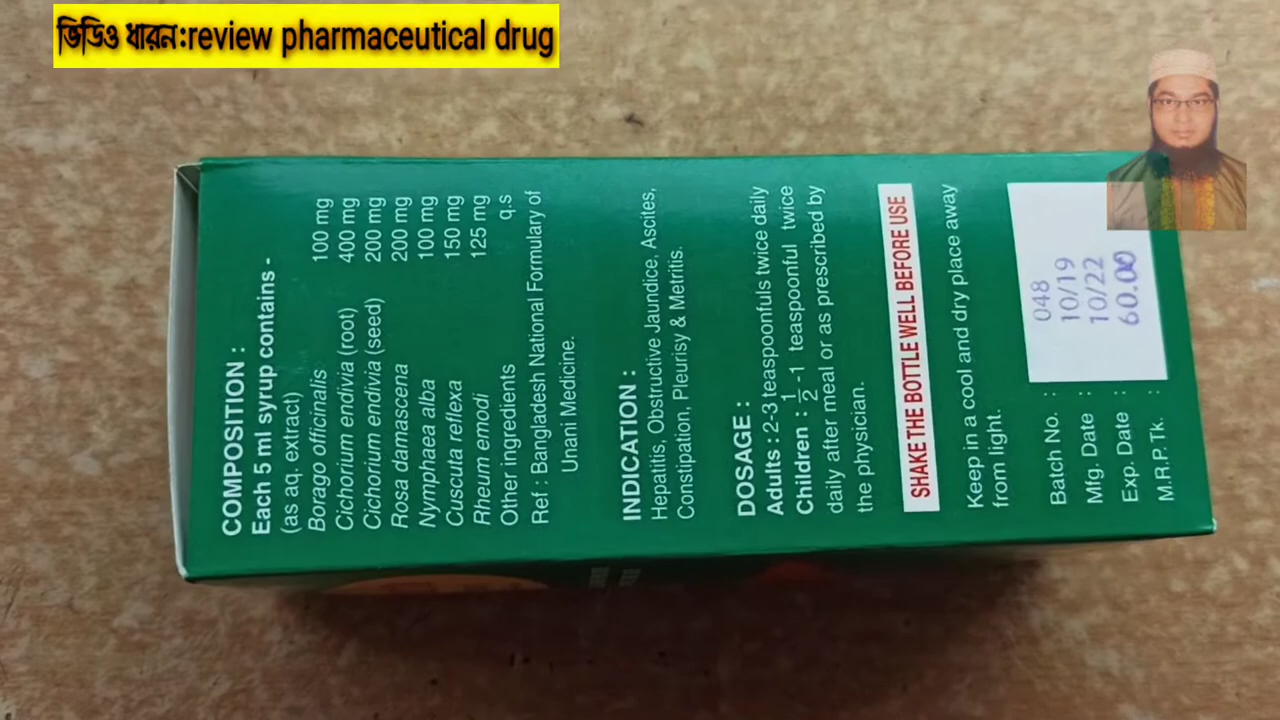 ভিডিও ধারন:review pharmaceutical drug
COMPOSITION :
Each 5 ml syrup contains -
(as aq. extract)
Borago officinalis 100 mg
Cichorium endivia (root) 400 mg
Cichorium endivia (seed) 200 mg
Rosa damascena 200 mg
Nymphaea alba 100 mg
Cuscuta reflexa 150 mg
Rheum emodi 125 mg
Other ingredients q.s
Ref : Bangladesh National Formulary of
Unani Medicine.
INDICATION :
Hepatitis, Obstructive Jaundice, Ascites,
Constipation, Pleurisy & Metritis.
DOSAGE :
Adults : 2-3 teaspoonfuls twice daily
Children : 1/2 -1 teaspoonful twice
daily after meal or as prescribed by
the physician.
SHAKE THE BOTTLE WELL BEFORE USE
Keep in a cool and dry place away
from light.
Batch No. : 048
Mfg. Date : 10/19
Exp. Date : 10/22
M.R.P. Tk. : 60.00